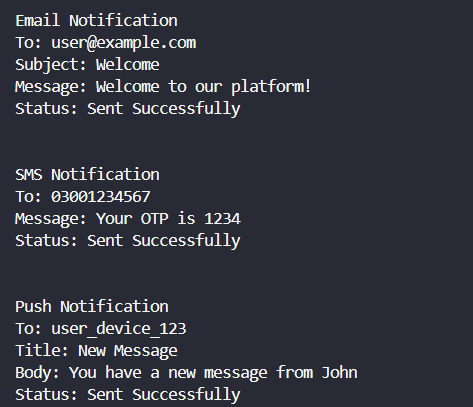 Email Notification
To: user@example.com
Subject: Welcome
Message: Welcome to our platform!
Status: Sent Successfully
SMS Notification
To: 03001234567
Message: Your OTP is 1234
Status: Sent Successfully
Push Notification
To: user_device_123
Title: New Message
Body: You have a new message from John
Status: Sent Successfully